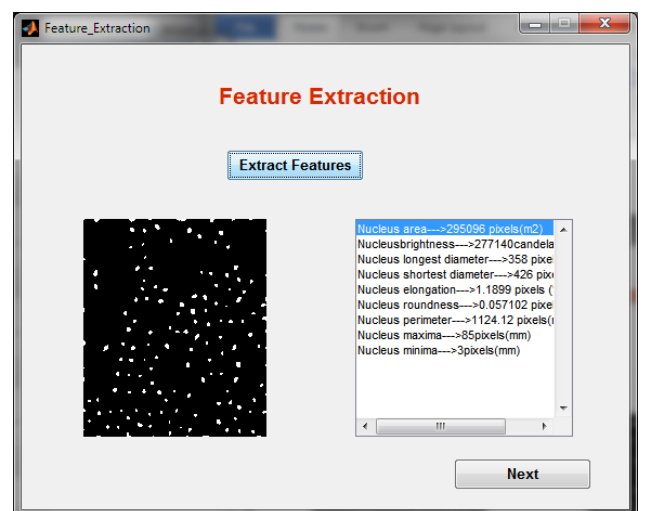 Feature_Extraction
Feature Extraction
Extract Features
Nucleus area--->295096 pixels(m2)
Nucleusbrightness--->277140candela
Nucleus longest diameter--->358 pixe
Nucleus shortest diameter--->426 pix
Nucleus elongation--->1.1899 pixels (
Nucleus roundness--->0.057102 pixe
Nucleus perimeter--->1124.12 pixels(
Nucleus maxima--->85pixels(mm)
Nucleus minima--->3pixels(mm)
Next